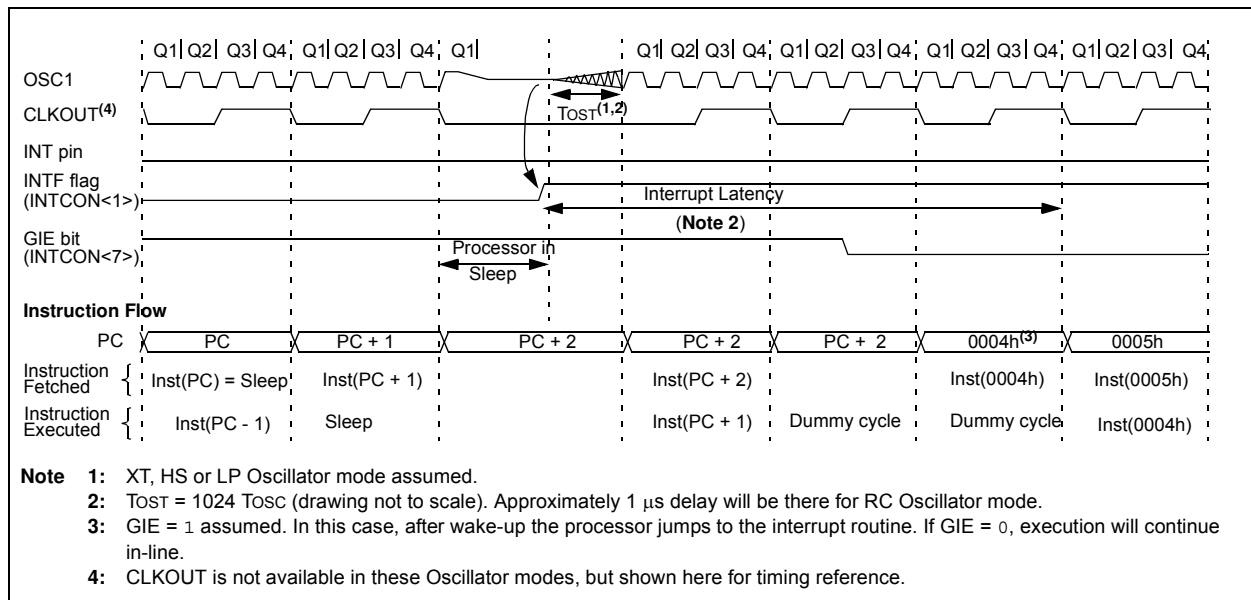 Q1 Q2 Q3 Q4 Q1 Q2 Q3 Q4 Q1 Q1 Q2 Q3 Q4 Q1 Q2 Q3 Q4 Q1 Q2 Q3 Q4 Q1 Q2 Q3 Q4
OSC1
CLKOUT(4) TOST(1,2)
INT pin
INTF flag
(INTCON<1>) Interrupt Latency
(Note 2)
GIE bit
(INTCON<7>) Processor in
Sleep
Instruction Flow
PC PC PC + 1 PC + 2 PC + 2 PC + 2 0004h(3) 0005h
Instruction
Fetched { Inst(PC) = Sleep Inst(PC + 1) Inst(PC + 2) Inst(0004h) Inst(0005h)
Instruction
Executed { Inst(PC - 1) Sleep Inst(PC + 1) Dummy cycle Dummy cycle Inst(0004h)
Note 1: XT, HS or LP Oscillator mode assumed.
2: TOST = 1024 TOSC (drawing not to scale). Approximately 1 μs delay will be there for RC Oscillator mode.
3: GIE = 1 assumed. In this case, after wake-up the processor jumps to the interrupt routine. If GIE = 0, execution will continue
in-line.
4: CLKOUT is not available in these Oscillator modes, but shown here for timing reference.